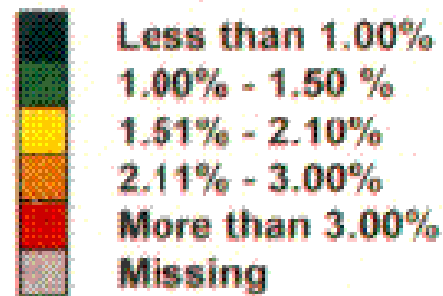 Less than 1.00%
1.00% - 1.50 %
1.51% - 2.10%
2.11% - 3.00%
More than 3.00%
Missing